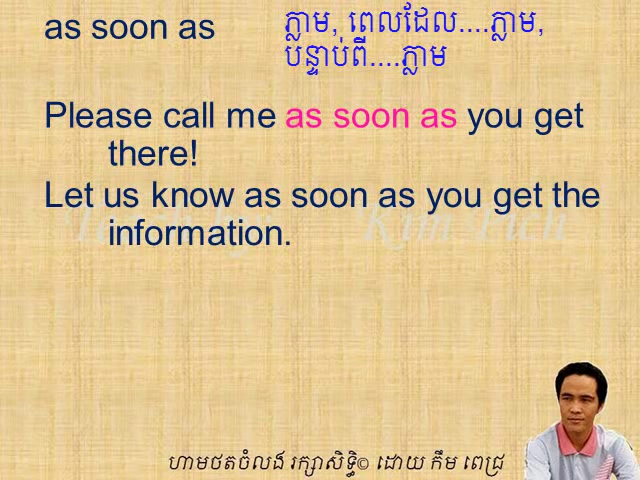 as soon as
ភ្លាម, ពេលដែល....ភ្លាម,
បន្ទាប់ពី....ភ្លាម
Please call me as soon as you get
there!
Let us know as soon as you get the
information.
Kim Pich
ហាមថតចំលង រក្សាសិទ្ធិ© ដោយ កឹម ពេជ្រ